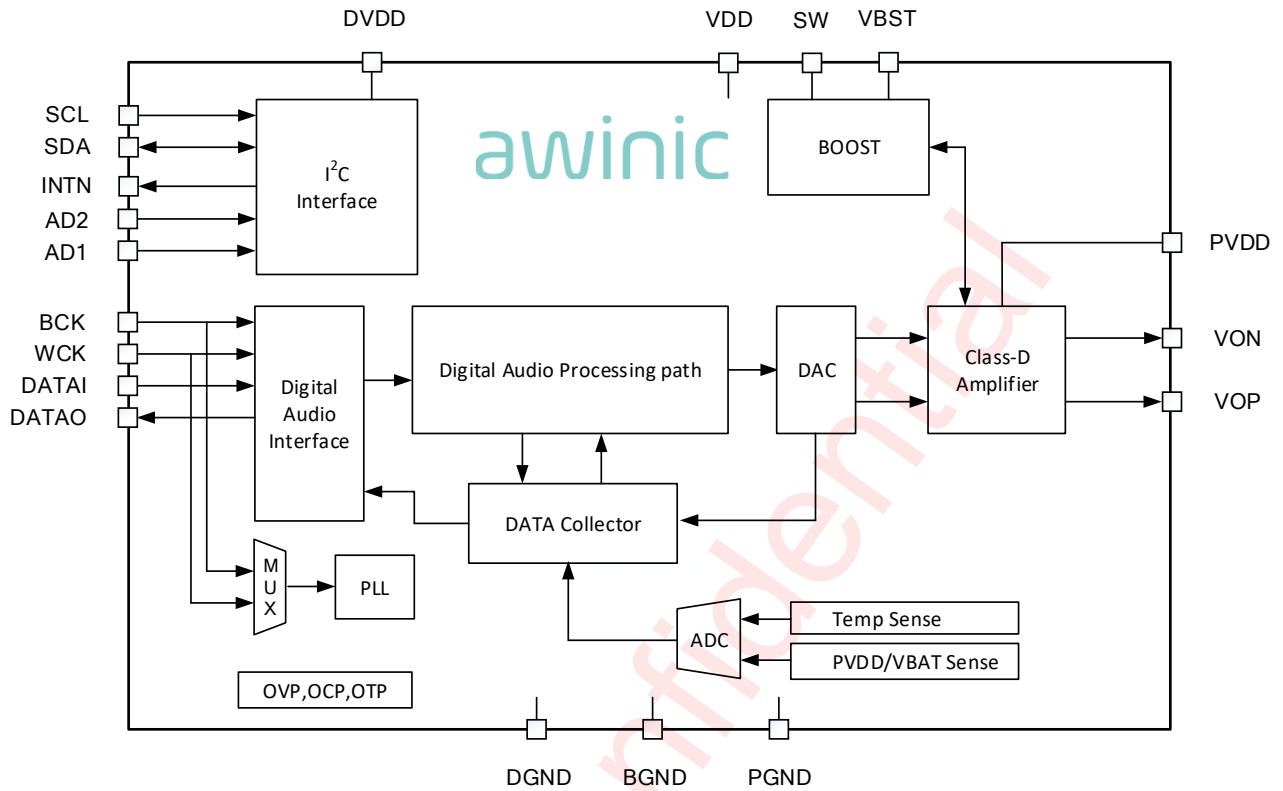 DVDD
VDD
SW
VBST
SCL
SDA
INTN
AD2
AD1
I²C
Interface
awinic
BOOST
PVDD
BCK
WCK
DATAI
DATAO
Digital
Audio
Interface
Digital Audio Processing path
DAC
Class-D
Amplifier
VON
VOP
DATA Collector
MUX
PLL
ADC
Temp Sense
PVDD/VBAT Sense
OVP,OCP,OTP
DGND
BGND
PGND
nfidential